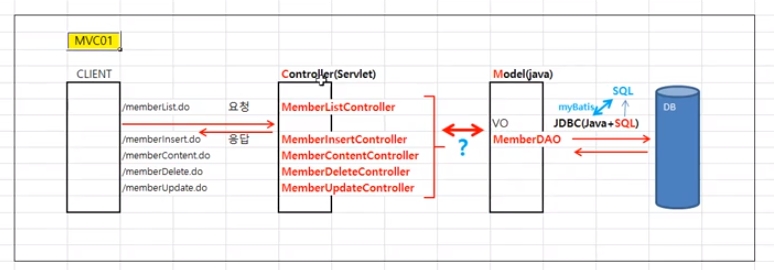 MVC01
CLIENT
Controller(Servlet)
Model(java)
SQL
myBatis
DB
/memberList.do 요청 MemberListController
VO
JDBC(Java+SQL)
/memberInsert.do 응답 MemberInsertController
?
MemberDAO
/memberContent.do MemberContentController
/memberDelete.do MemberDeleteController
/memberUpdate.do MemberUpdateController